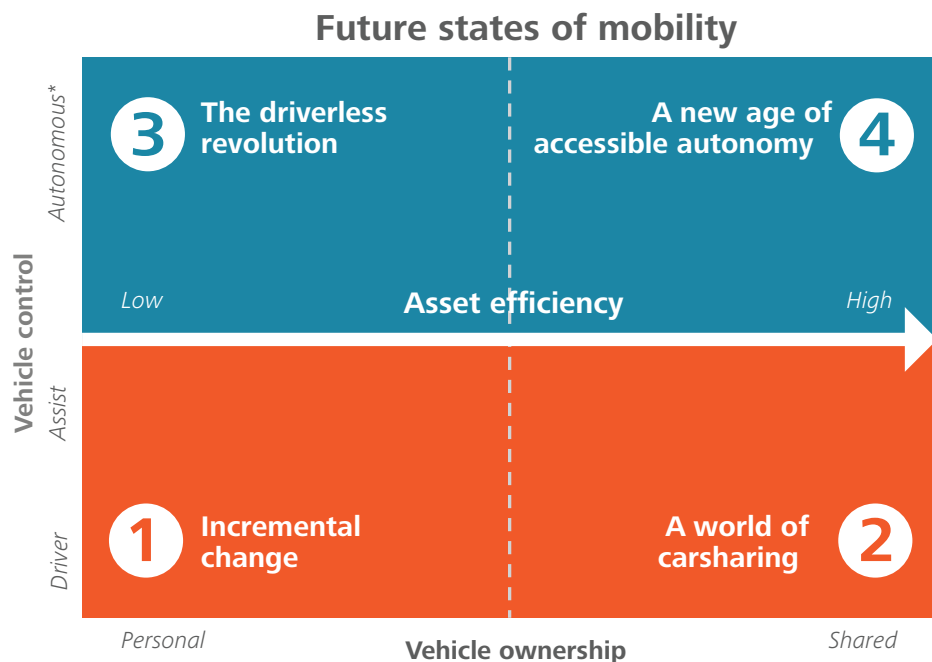 Future states of mobility
Autonomous*
3
The driverless
revolution
A new age of
accessible autonomy
4
Low
Asset efficiency
High
Vehicle control
Assist
Driver
1
Incremental
change
A world of
carsharing
2
Personal
Vehicle ownership
Shared